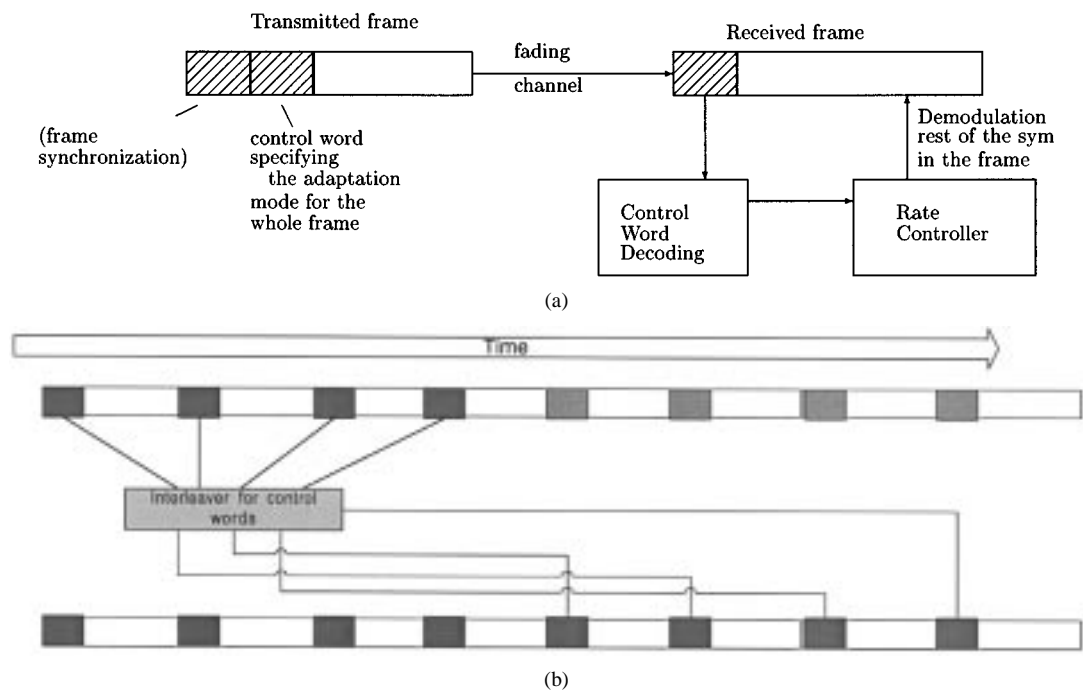 Transmitted frame
Received frame
fading
channel
(frame
synchronization)
control word
specifying
the adaptation
mode for the
whole frame
Demodulation
rest of the sym
in the frame
Control
Word
Decoding
Rate
Controller
(a)
Time
Interleaver for control
words
(b)